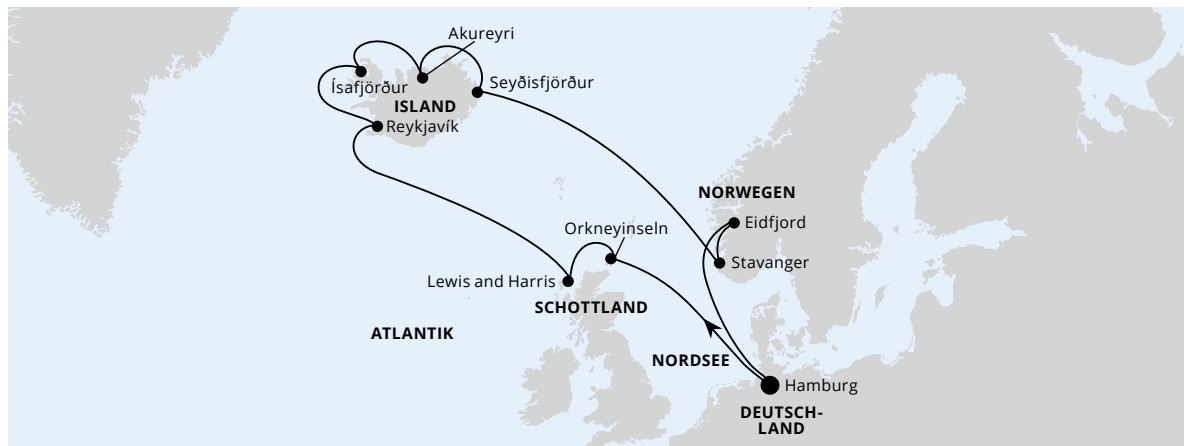 Akureyri
Ísafjörður
Seyðisfjörður
ISLAND
Reykjavík
NORWEGEN
Eidfjord
Orkneyinseln
Stavanger
Lewis and Harris
SCHOTTLAND
ATLANTIK
NORDSEE
Hamburg
DEUTSCH-
LAND